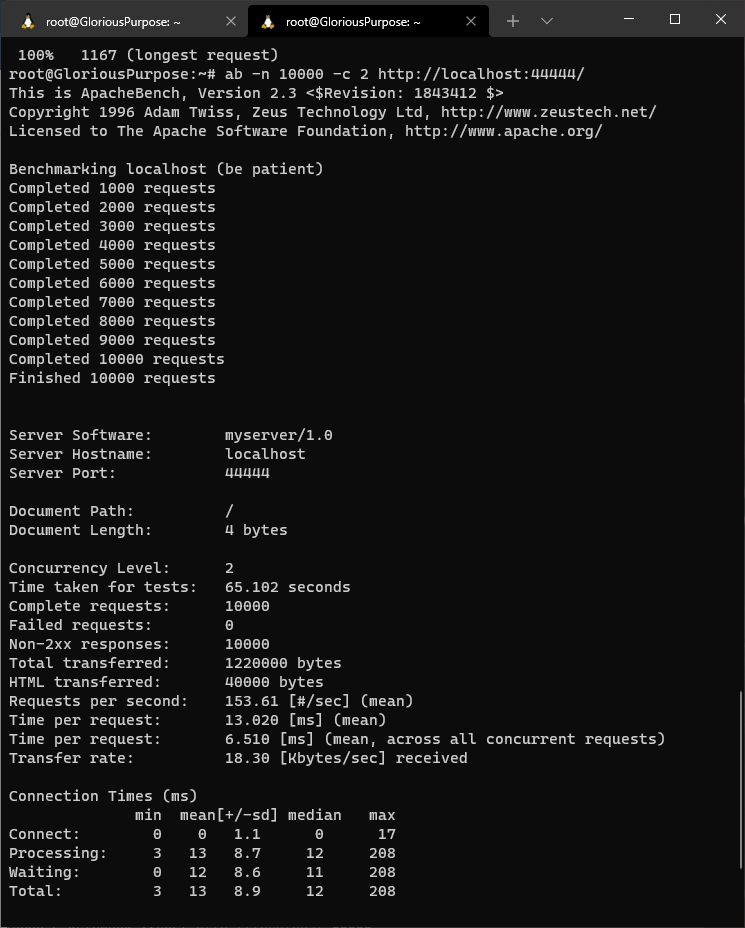 root@GloriousPurpose: ~
root@GloriousPurpose: ~
100%   1167 (longest request)
root@GloriousPurpose:~# ab -n 10000 -c 2 http://localhost:44444/
This is ApacheBench, Version 2.3 <$Revision: 1843412 $>
Copyright 1996 Adam Twiss, Zeus Technology Ltd, http://www.zeustech.net/
Licensed to The Apache Software Foundation, http://www.apache.org/
Benchmarking localhost (be patient)
Completed 1000 requests
Completed 2000 requests
Completed 3000 requests
Completed 4000 requests
Completed 5000 requests
Completed 6000 requests
Completed 7000 requests
Completed 8000 requests
Completed 9000 requests
Completed 10000 requests
Finished 10000 requests
Server Software:        myserver/1.0
Server Hostname:        localhost
Server Port:            44444
Document Path:          /
Document Length:        4 bytes
Concurrency Level:      2
Time taken for tests:   65.102 seconds
Complete requests:      10000
Failed requests:        0
Non-2xx responses:      10000
Total transferred:      1220000 bytes
HTML transferred:       40000 bytes
Requests per second:    153.61 [#/sec] (mean)
Time per request:       13.020 [ms] (mean)
Time per request:       6.510 [ms] (mean, across all concurrent requests)
Transfer rate:          18.30 [Kbytes/sec] received
Connection Times (ms)
              min  mean[+/-sd] median   max
Connect:        0    0   1.1      0      17
Processing:     3   13   8.7     12     208
Waiting:        0   12   8.6     11     208
Total:          3   13   8.9     12     208